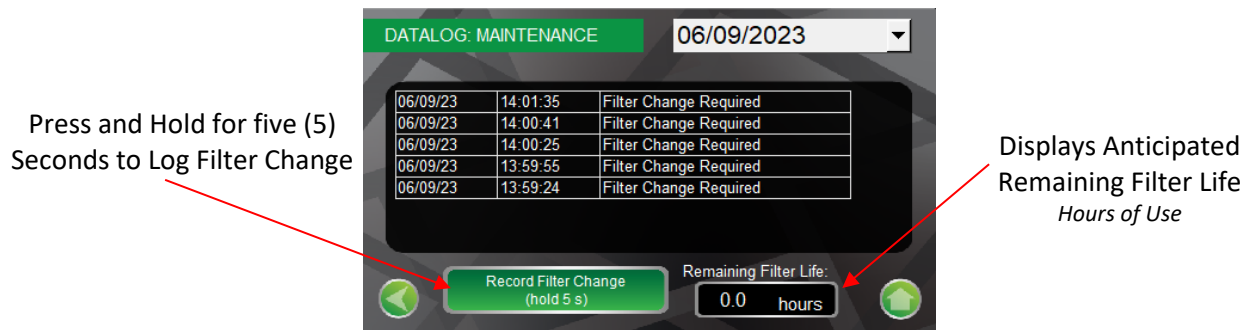 DATALOG: MAINTENANCE
06/09/2023
06/09/23 14:01:35 Filter Change Required
06/09/23 14:00:41 Filter Change Required
06/09/23 14:00:25 Filter Change Required
06/09/23 13:59:55 Filter Change Required
06/09/23 13:59:24 Filter Change Required
Press and Hold for five (5)
Seconds to Log Filter Change
Displays Anticipated
Remaining Filter Life
Hours of Use
Record Filter Change
(hold 5 s)
Remaining Filter Life:
0.0 hours